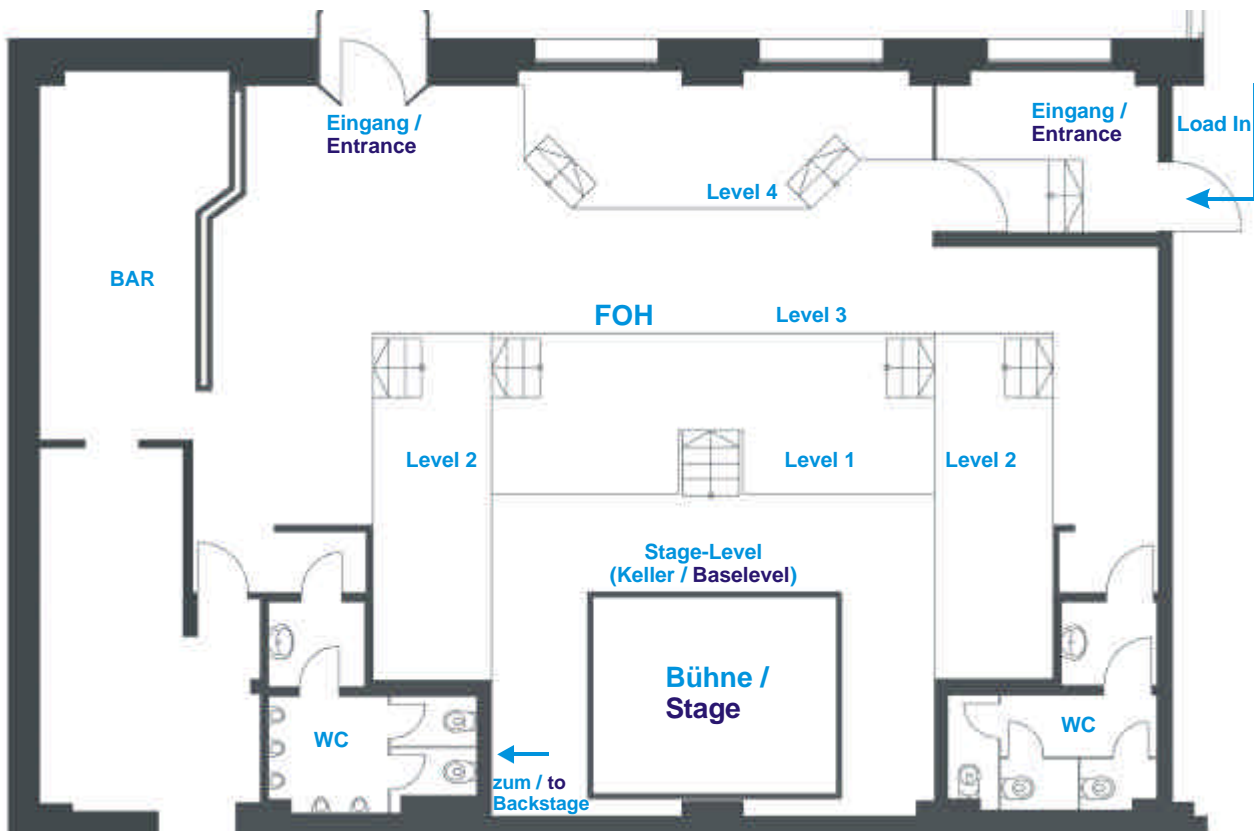 Eingang /
Entrance
Eingang /
Entrance
Load In
Level 4
BAR
FOH
Level 3
Level 2
Level 1
Level 2
Stage-Level
(Keller / Baselevel)
Bühne /
Stage
WC
WC
zum / to
Backstage